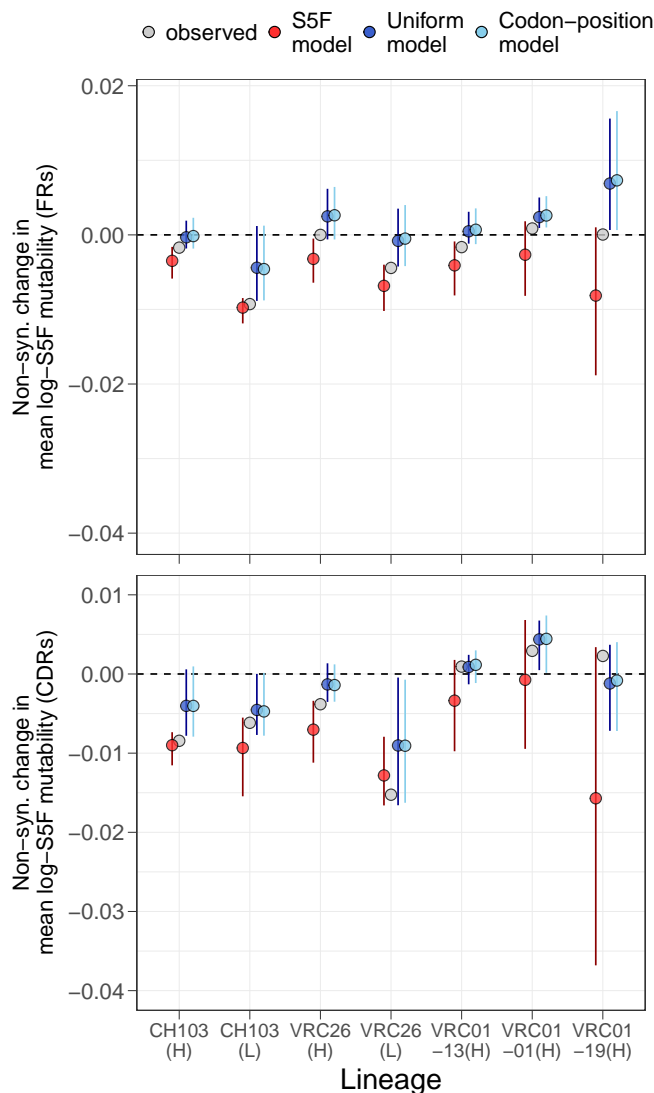 observed
S5F
model
Uniform
model
Codon−position
model
Non−syn. change in
mean log−S5F mutability (FRs)
0.02
0.00
−0.02
−0.04
Non−syn. change in
mean log−S5F mutability (CDRs)
0.01
0.00
−0.01
−0.02
−0.03
−0.04
CH103 CH103 VRC26 VRC26 VRC01 VRC01 VRC01
(H) (L) (H) (L) −13(H) −01(H) −19(H)
Lineage